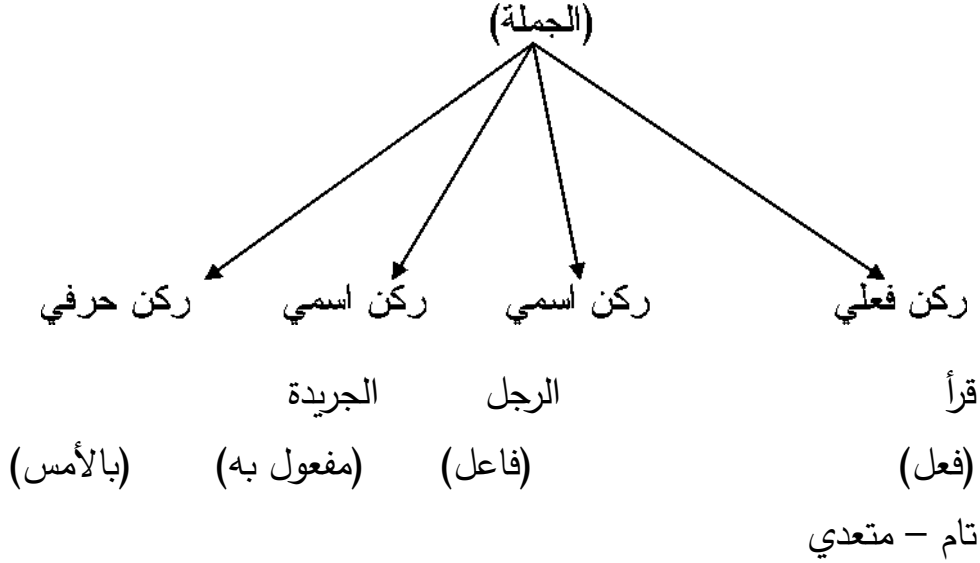 (الجملة)
ركن فعلي ركن اسمي ركن اسمي ركن حرفي
قرأ الرجل الجريدة
(فعل) (فاعل) (مفعول به) (بالأمس)
تام – متعدي